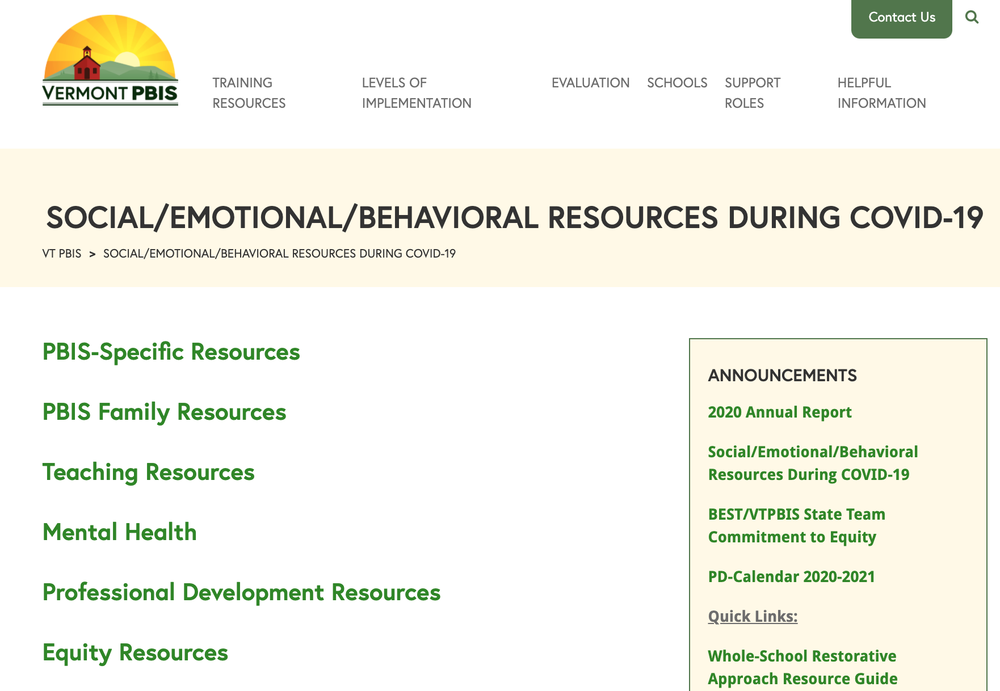 Contact Us
VERMONT PBIS
TRAINING
RESOURCES
LEVELS OF
IMPLEMENTATION
EVALUATION
SCHOOLS
SUPPORT
ROLES
HELPFUL
INFORMATION
SOCIAL/EMOTIONAL/BEHAVIORAL RESOURCES DURING COVID-19
VT PBIS > SOCIAL/EMOTIONAL/BEHAVIORAL RESOURCES DURING COVID-19
PBIS-Specific Resources
PBIS Family Resources
Teaching Resources
Mental Health
Professional Development Resources
Equity Resources
ANNOUNCEMENTS
2020 Annual Report
Social/Emotional/Behavioral
Resources During COVID-19
BEST/VTPBIS State Team
Commitment to Equity
PD-Calendar 2020-2021
Quick Links:
Whole-School Restorative
Approach Resource Guide